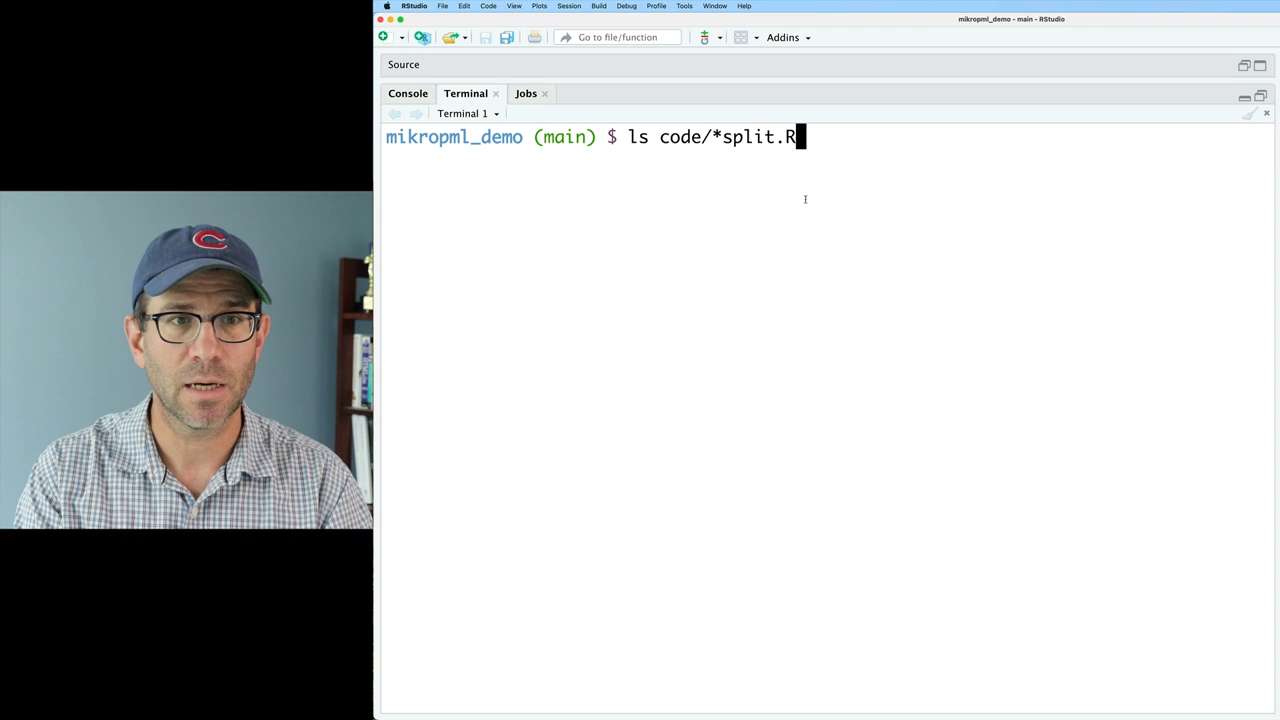 RStudio File Edit Code View Plots Session Build Debug Profile Tools Window Help
mikropml_demo - main - RStudio
Go to file/function Addins
Source
Console Terminal Jobs
Terminal 1
mikropml_demo (main) $ ls code/*split.R
C